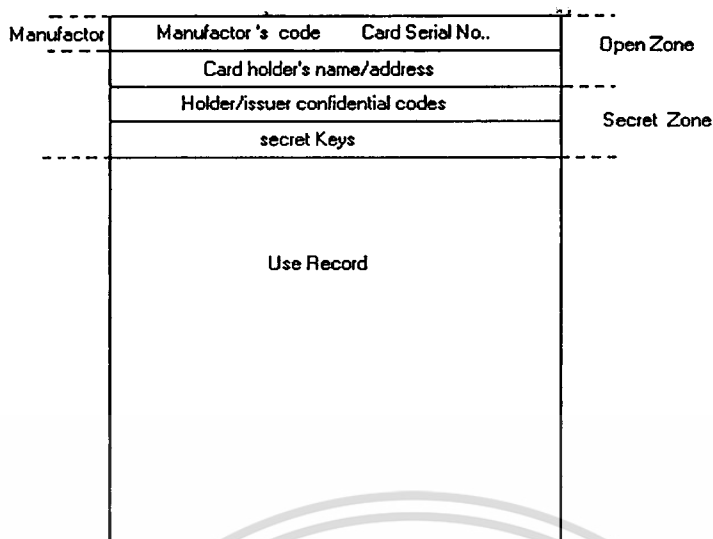 Manufactor Manufactor's code Card Serial No.. Open Zone
Card holder's name/address
Holder/issuer confidential codes Secret Zone
secret Keys
Use Record